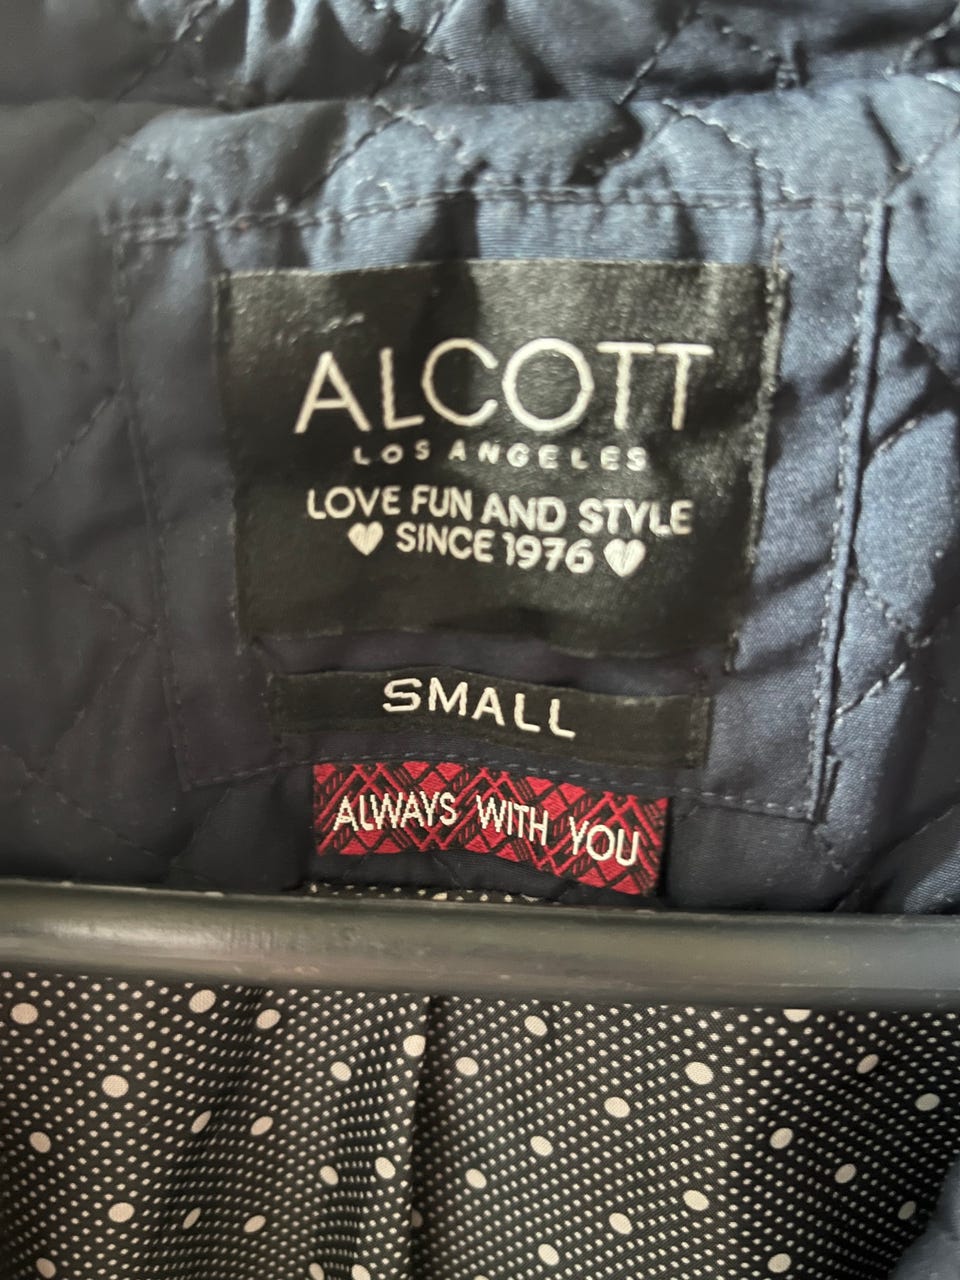 ALCOTT
LOS ANGELES
LOVE FUN AND STYLE
SINCE 1976
SMALL
ALWAYS WITH YOU